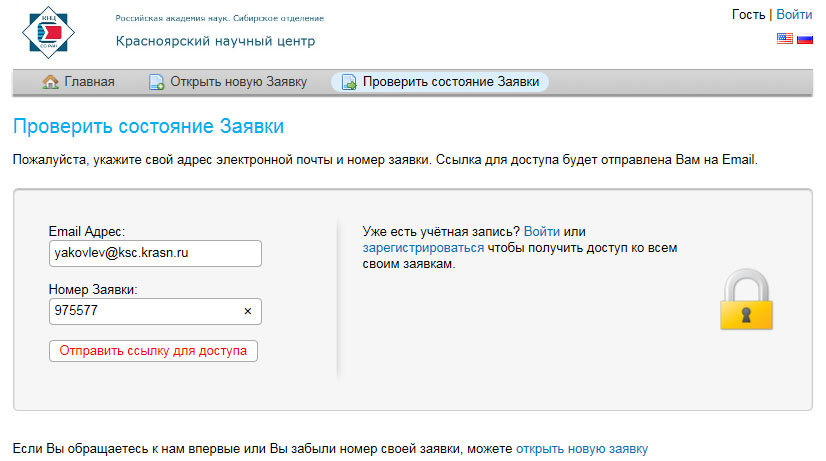 КНЦ
СО РАН
Российская академия наук. Сибирское отделение
Красноярский научный центр
Гость | Войти
Главная
Открыть новую Заявку
Проверить состояние Заявки
Проверить состояние Заявки
Пожалуйста, укажите свой адрес электронной почты и номер заявки. Ссылка для доступа будет отправлена Вам на Email.
Email Адрес:
yakovlev@ksc.krasn.ru
Номер Заявки:
975577 ×
Отправить ссылку для доступа
Уже есть учётная запись? Войти или
зарегистрироваться чтобы получить доступ ко всем
своим заявкам.
Если Вы обращаетесь к нам впервые или Вы забыли номер своей заявки, можете открыть новую заявку